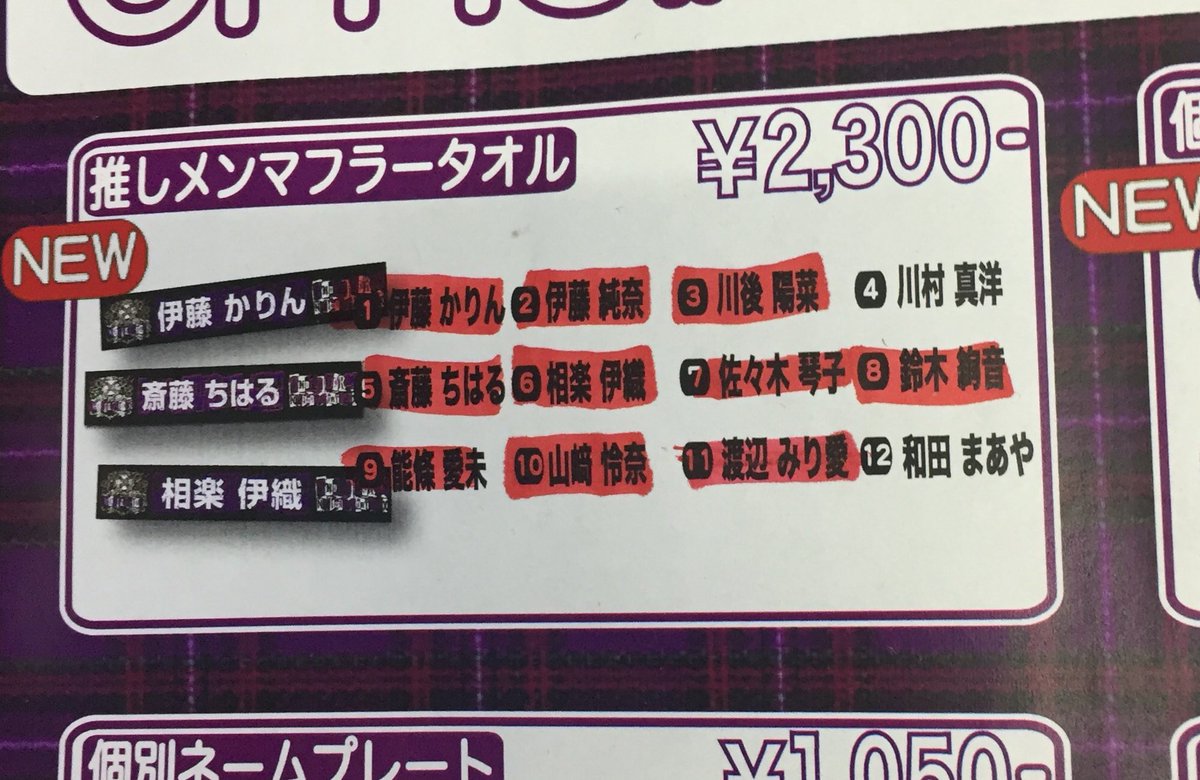 推しメンマフラータオル ¥2,300-
NEW
NEW
伊藤 かりん
斎藤 ちはる
相楽 伊織
1 伊藤 かりん 2 伊藤 純奈 3 川後 陽菜 4 川村 真洋
5 斎藤 ちはる 6 相楽 伊織 7 佐々木 琴子 8 鈴木 絢音
9 能條 愛未 10 山﨑 怜奈 11 渡辺 みり愛 12 和田 まあや
個別ネームプレート ¥1,050-